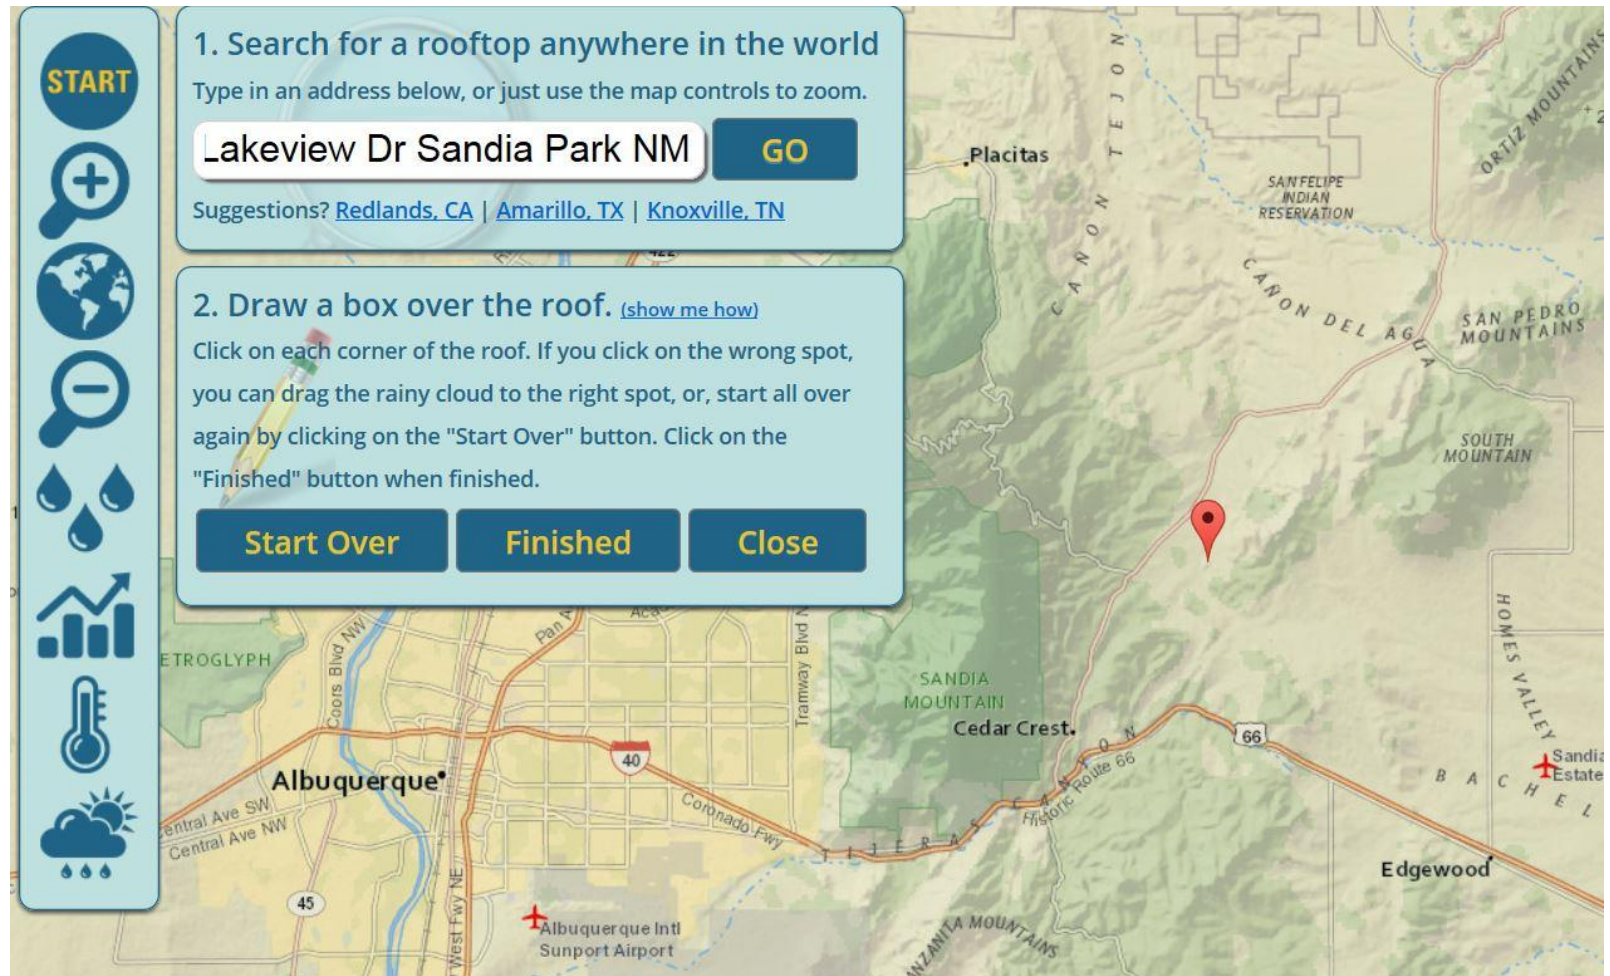 START
1. Search for a rooftop anywhere in the world
Type in an address below, or just use the map controls to zoom.
Lakeview Dr Sandia Park NM
GO
Suggestions? Redlands, CA | Amarillo, TX | Knoxville, TN
2. Draw a box over the roof. (show me how)
Click on each corner of the roof. If you click on the wrong spot,
you can drag the rainy cloud to the right spot, or, start all over
again by clicking on the "Start Over" button. Click on the
"Finished" button when finished.
Start Over
Finished
Close
CAÑON TEJON
ORTIZ MOUNTAINS
Placitas
SAN FELIPE
INDIAN
RESERVATION
422
CAÑON DEL AGUA
SAN PEDRO
MOUNTAINS
SOUTH
MOUNTAIN
Pan A
Aca
Tramway Blvd N
ETROGLYPH
Coors Blvd NW
SANDIA
MOUNTAIN
Cedar Crest
HOMES VALLEY
66
Historic Route 66
40
Albuquerque
Coronado Fwy
Central Ave SW
Central Ave NW
TIJERAS CANON
Sandia
Estate
BACHEL
Edgewood
45
West Fwy NE
Albuquerque Intl
Sunport Airport
ANZANITA MOUNTAINS